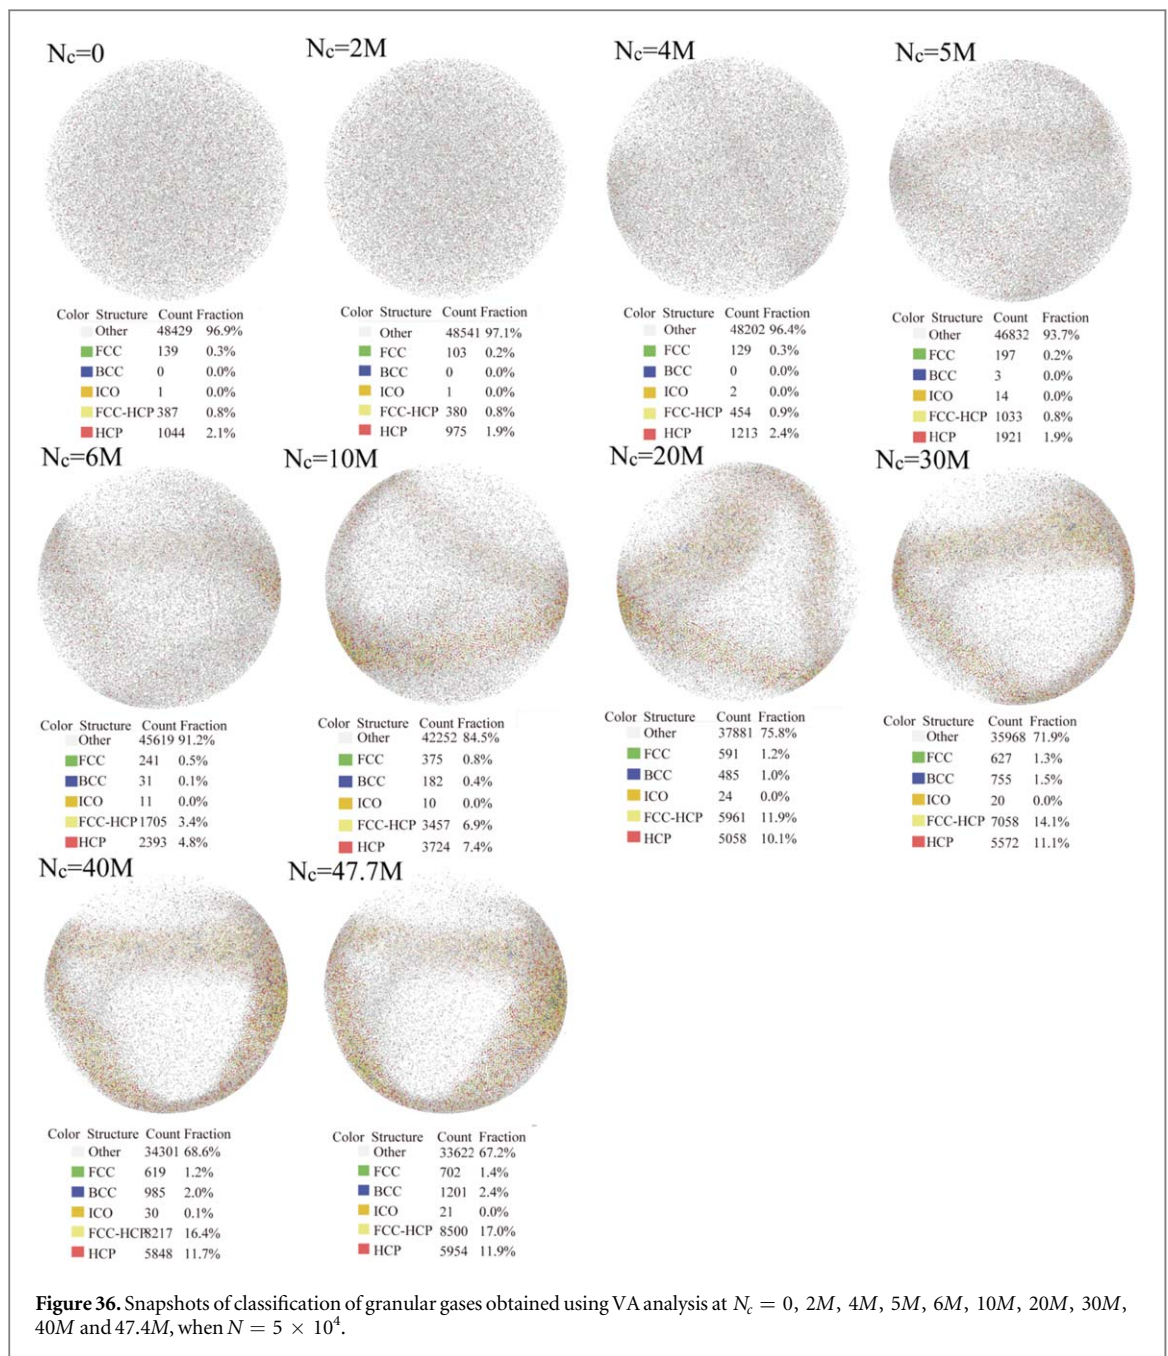 N_c=0
N_c=2M
N_c=4M
N_c=5M
Color Structure Count Fraction
Other 48429 96.9%
FCC 139 0.3%
BCC 0 0.0%
ICO 1 0.0%
FCC-HCP 387 0.8%
HCP 1044 2.1%
Color Structure Count Fraction
Other 48541 97.1%
FCC 103 0.2%
BCC 0 0.0%
ICO 1 0.0%
FCC-HCP 380 0.8%
HCP 975 1.9%
Color Structure Count Fraction
Other 48202 96.4%
FCC 129 0.3%
BCC 0 0.0%
ICO 2 0.0%
FCC-HCP 454 0.9%
HCP 1213 2.4%
Color Structure Count Fraction
Other 46832 93.7%
FCC 197 0.2%
BCC 3 0.0%
ICO 14 0.0%
FCC-HCP 1033 0.8%
HCP 1921 1.9%
N_c=6M
N_c=10M
N_c=20M
N_c=30M
Color Structure Count Fraction
Other 45619 91.2%
FCC 241 0.5%
BCC 31 0.1%
ICO 11 0.0%
FCC-HCP 1705 3.4%
HCP 2393 4.8%
Color Structure Count Fraction
Other 42252 84.5%
FCC 375 0.8%
BCC 182 0.4%
ICO 10 0.0%
FCC-HCP 3457 6.9%
HCP 3724 7.4%
Color Structure Count Fraction
Other 37881 75.8%
FCC 591 1.2%
BCC 485 1.0%
ICO 24 0.0%
FCC-HCP 5961 11.9%
HCP 5058 10.1%
Color Structure Count Fraction
Other 35968 71.9%
FCC 627 1.3%
BCC 755 1.5%
ICO 20 0.0%
FCC-HCP 7058 14.1%
HCP 5572 11.1%
N_c=40M
N_c=47.7M
Color Structure Count Fraction
Other 34301 68.6%
FCC 619 1.2%
BCC 985 2.0%
ICO 30 0.1%
FCC-HCP 8217 16.4%
HCP 5848 11.7%
Color Structure Count Fraction
Other 33622 67.2%
FCC 702 1.4%
BCC 1201 2.4%
ICO 21 0.0%
FCC-HCP 8500 17.0%
HCP 5954 11.9%
Figure 36. Snapshots of classification of granular gases obtained using VA analysis at N_c = 0, 2M, 4M, 5M, 6M, 10M, 20M, 30M,
40M and 47.4M, when N = 5 × 10⁴.